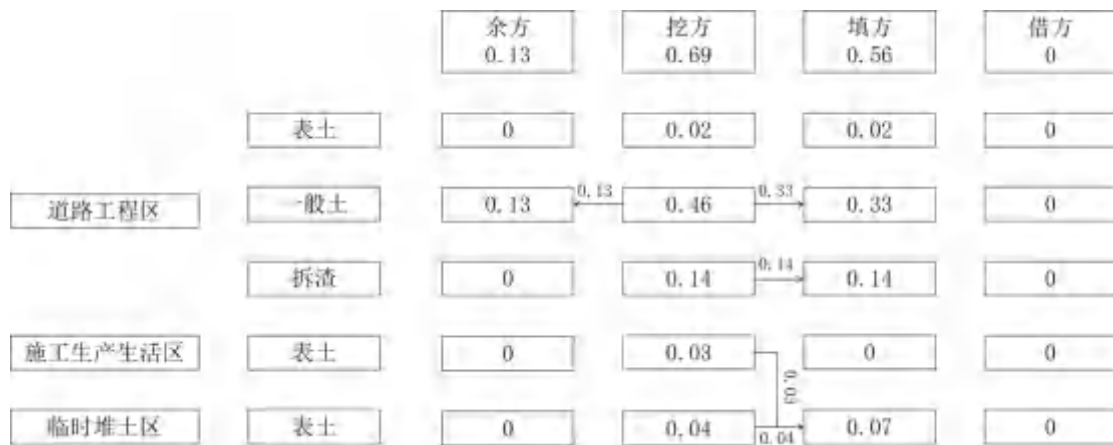 余方 挖方 填方 借方
0.13 0.69 0.56 0
表土 0 0.02 0.02 0
0.13 0.33
道路工程区 一般土 0.13 0.46 0.33 0
0.14
拆渣 0 0.14 0.14 0
施工生产生活区 表土 0 0.03 0 0
0.03
临时堆土区 表土 0 0.04 0.07 0
0.04